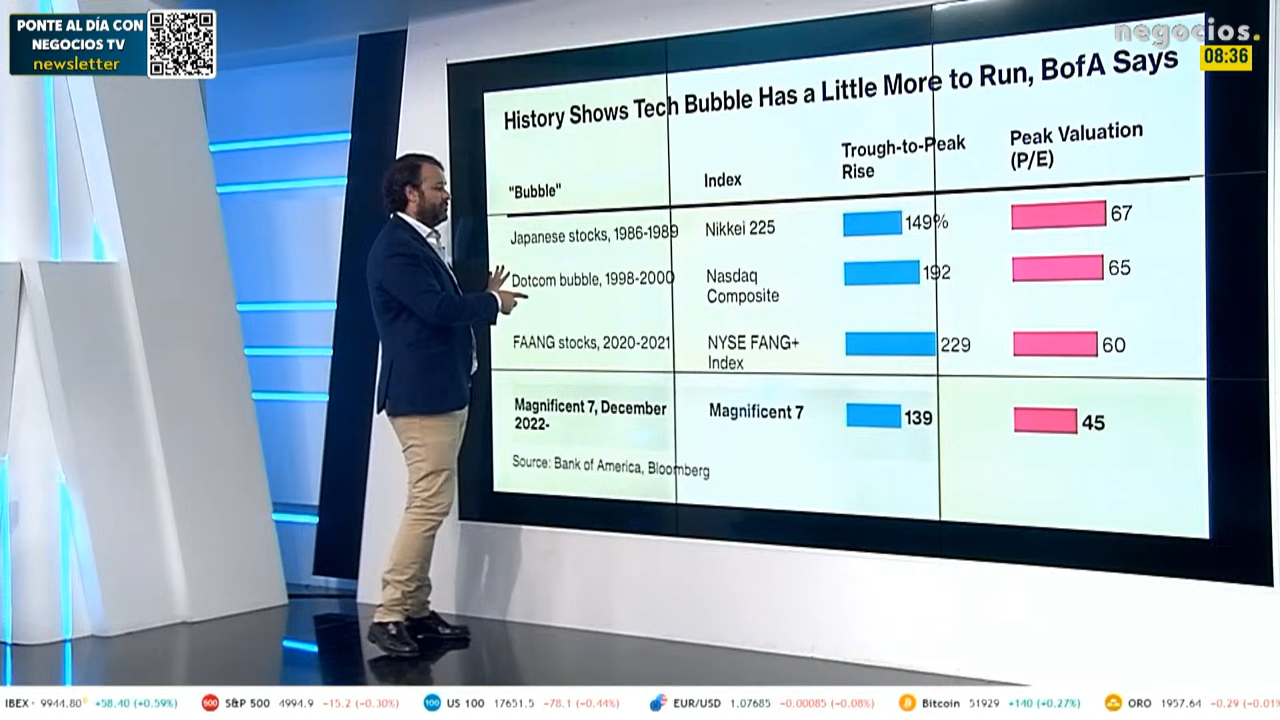 PONTE AL DÍA CON
NEGOCIOS TV
newsletter
negocios.
08:36
History Shows Tech Bubble Has a Little More to Run, BofA Says
"Bubble"
Index
Trough-to-Peak
Rise
Peak Valuation
(P/E)
Japanese stocks, 1986-1989 Nikkei 225 149% 67
Dotcom bubble, 1998-2000 Nasdaq
Composite 192 65
FAANG stocks, 2020-2021 NYSE FANG+
Index 229 60
Magnificent 7, December
2022- Magnificent 7 139 45
Source: Bank of America, Bloomberg
IBEX 9944.80 +58.40 (+0.59%) 500 S&P 500 4994.9 -15.2 (-0.30%) 100 US 100 17651.5 -78.1 (-0.44%) EUR/USD 1.07685 -0.00085 (-0.08%) Bitcoin 51929 +140 (+0.27%) ORO 1957.64 -0.29 (-0.01%